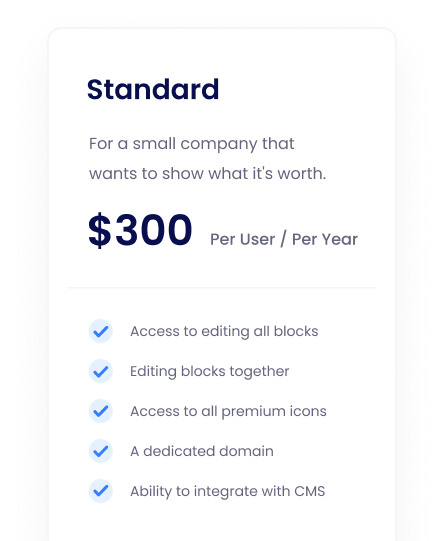 Standard
For a small company that
wants to show what it's worth.
$300 Per User / Per Year
Access to editing all blocks
Editing blocks together
Access to all premium icons
A dedicated domain
Ability to integrate with CMS